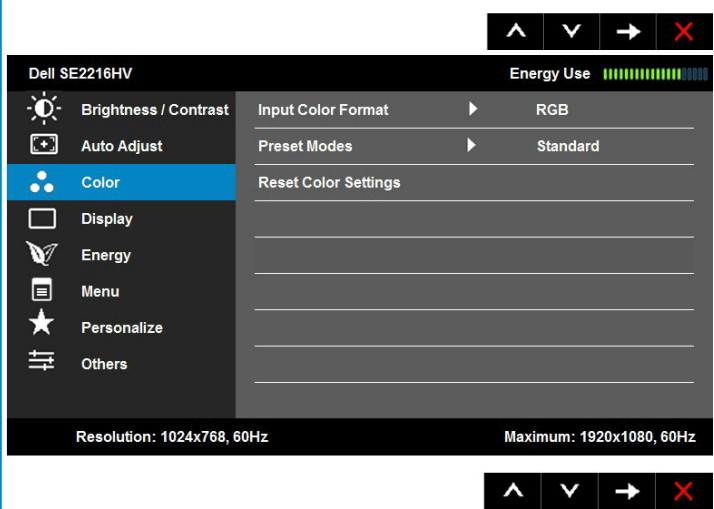 Dell SE2216HV Energy Use
Brightness / Contrast Input Color Format RGB
Auto Adjust Preset Modes Standard
Color Reset Color Settings
Display
Energy
Menu
Personalize
Others
Resolution: 1024x768, 60Hz Maximum: 1920x1080, 60Hz